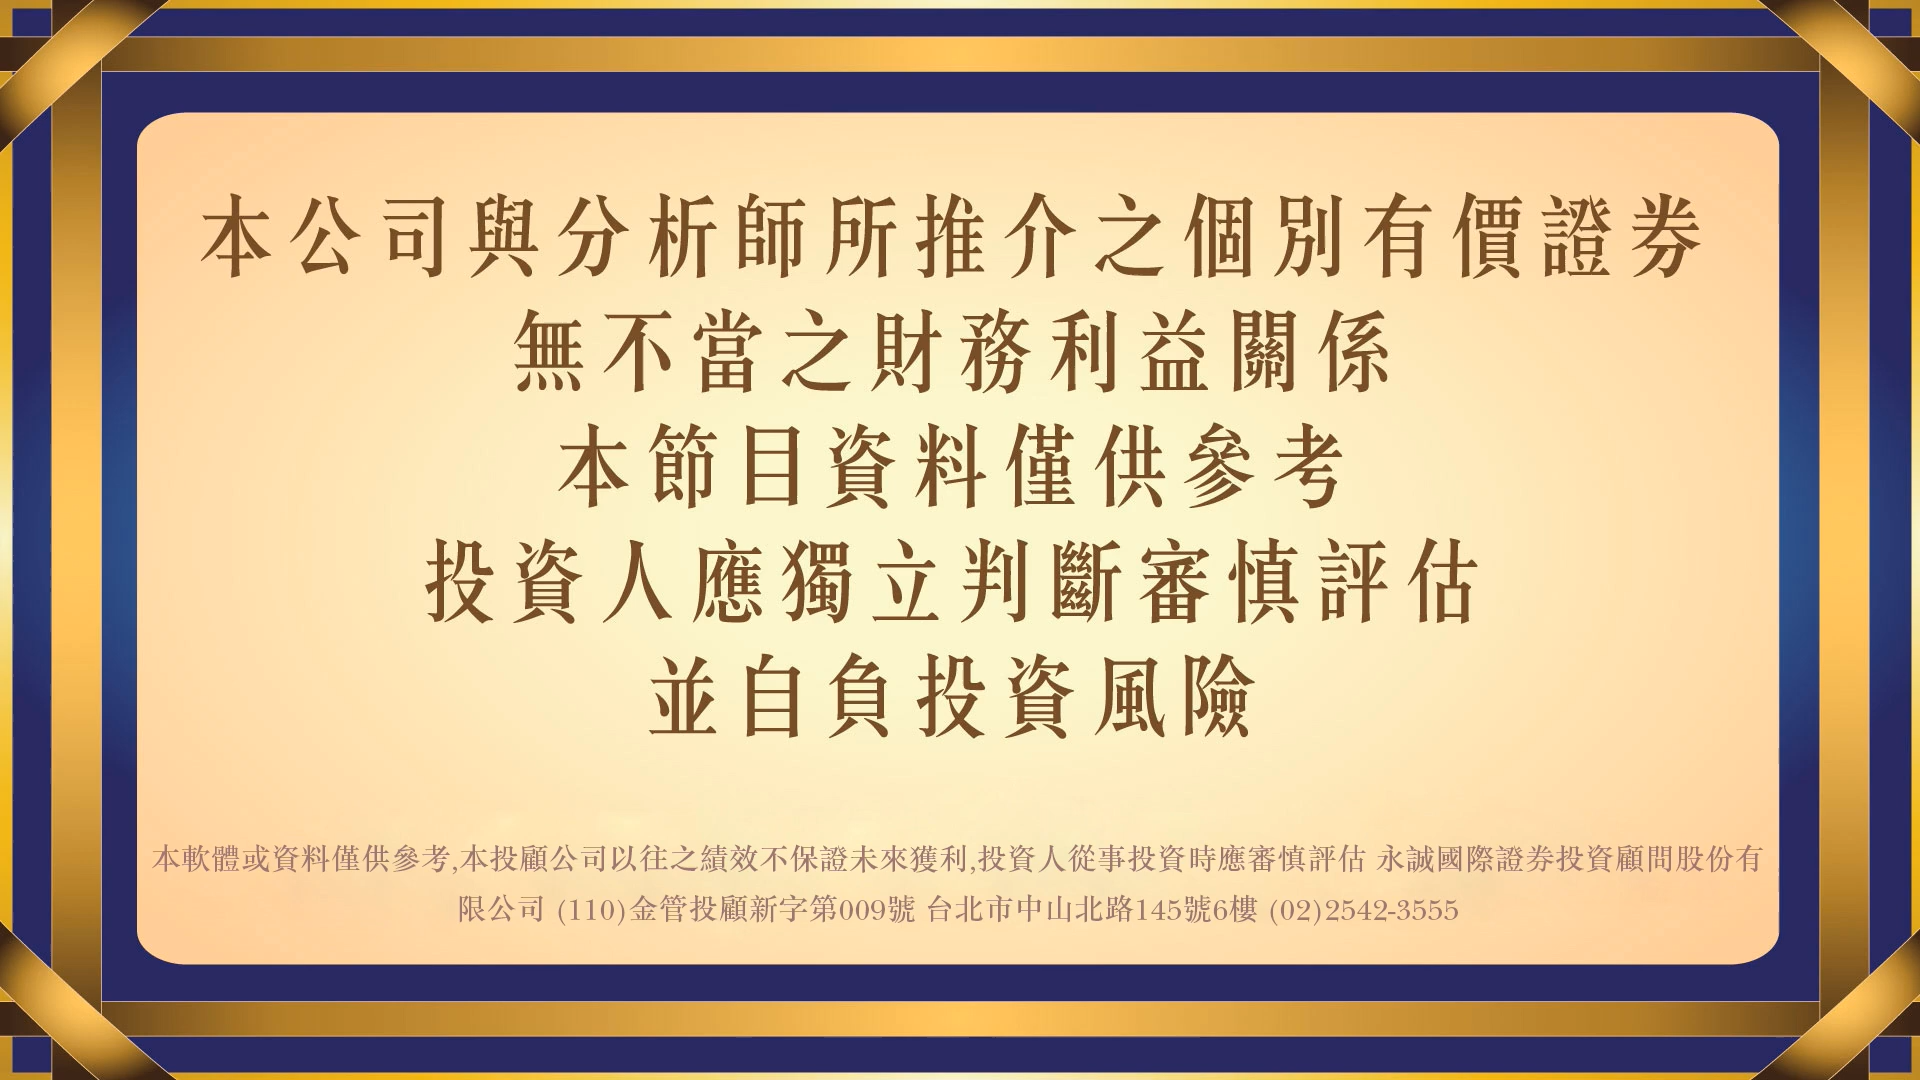 本公司與分析師所推介之個別有價證券
無不當之財務利益關係
本節目資料僅供參考
投資人應獨立判斷審慎評估
並自負投資風險
本軟體或資料僅供參考,本投顧公司以往之績效不保證未來獲利,投資人從事投資時應審慎評估 永誠國際證券投資顧問股份有
限公司 (110)金管投顧新字第009號 台北市中山北路145號6樓 (02)2542-3555